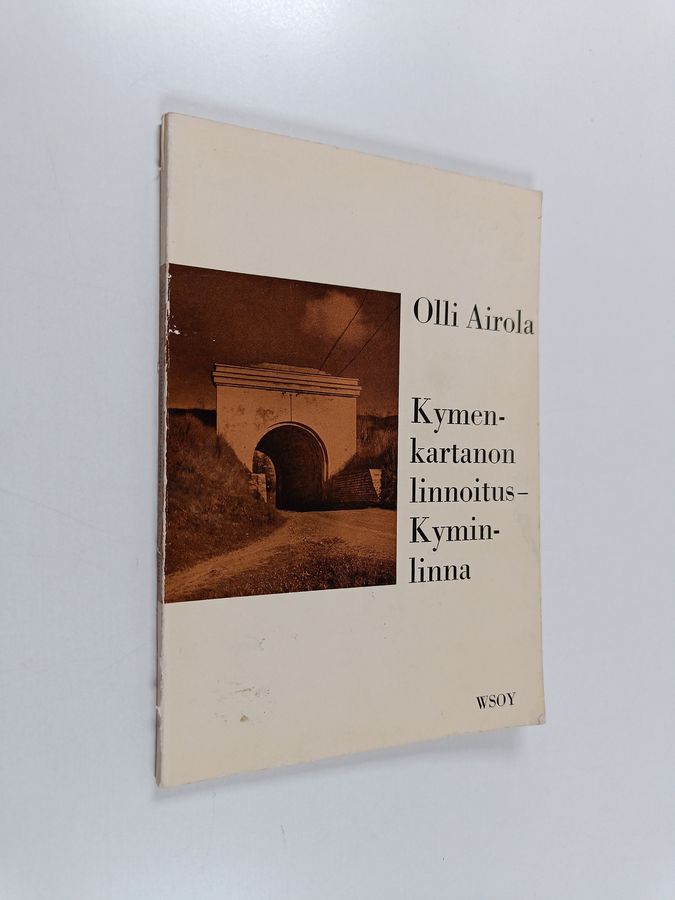 Olli Airola
Kymen-
kartanon
linnoitus–
Kymin-
linna
WSOY